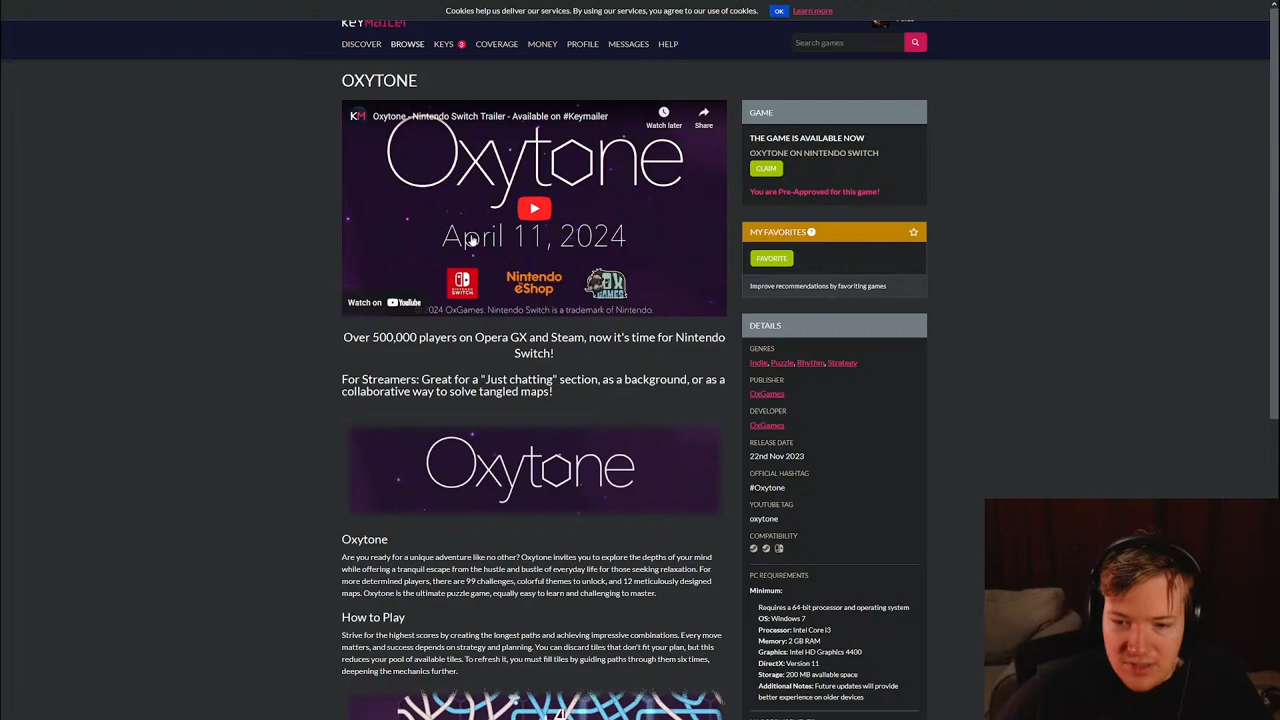 Cookies help us deliver our services. By using our services, you agree to our use of cookies. OK Learn more
KEYMAILER
DISCOVER BROWSE KEYS 3 COVERAGE MONEY PROFILE MESSAGES HELP Search games
OXYTONE
KM Oxytone - Nintendo Switch Trailer - Available on #Keymailer
Watch later Share
Oxytone
April 11, 2024
NINTENDO SWITCH Nintendo eShop OX GAMES
Watch on YouTube
2024 OxGames. Nintendo Switch is a trademark of Nintendo.
Over 500,000 players on Opera GX and Steam, now it's time for Nintendo
Switch!
For Streamers: Great for a "Just chatting" section, as a background, or as a
collaborative way to solve tangled maps!
Oxytone
Oxytone
Are you ready for a unique adventure like no other? Oxytone invites you to explore the depths of your mind
while offering a tranquil escape from the hustle and bustle of everyday life for those seeking relaxation. For
more determined players, there are 99 challenges, colorful themes to unlock, and 12 meticulously designed
maps. Oxytone is the ultimate puzzle game, equally easy to learn and challenging to master.
How to Play
Strive for the highest scores by creating the longest paths and achieving impressive combinations. Every move
matters, and success depends on strategy and planning. You can discard tiles that don't fit your plan, but this
reduces your pool of available tiles. To refresh it, you must fill tiles by guiding paths through them six times,
deepening the mechanics further.
GAME
THE GAME IS AVAILABLE NOW
OXYTONE ON NINTENDO SWITCH
CLAIM
You are Pre-Approved for this game!
MY FAVORITES ?
FAVORITE
Improve recommendations by favoriting games
DETAILS
GENRES
Indie, Puzzle, Rhythm, Strategy
PUBLISHER
OxGames
DEVELOPER
OxGames
RELEASE DATE
22nd Nov 2023
OFFICIAL HASHTAG
#Oxytone
YOUTUBE TAG
oxytone
COMPATIBILITY
PC REQUIREMENTS
Minimum:
Requires a 64-bit processor and operating system
OS: Windows 7
Processor: Intel Core I3
Memory: 2 GB RAM
Graphics: Intel HD Graphics 4400
DirectX: Version 11
Storage: 200 MB available space
Additional Notes: Future updates will provide
better experience on older devices